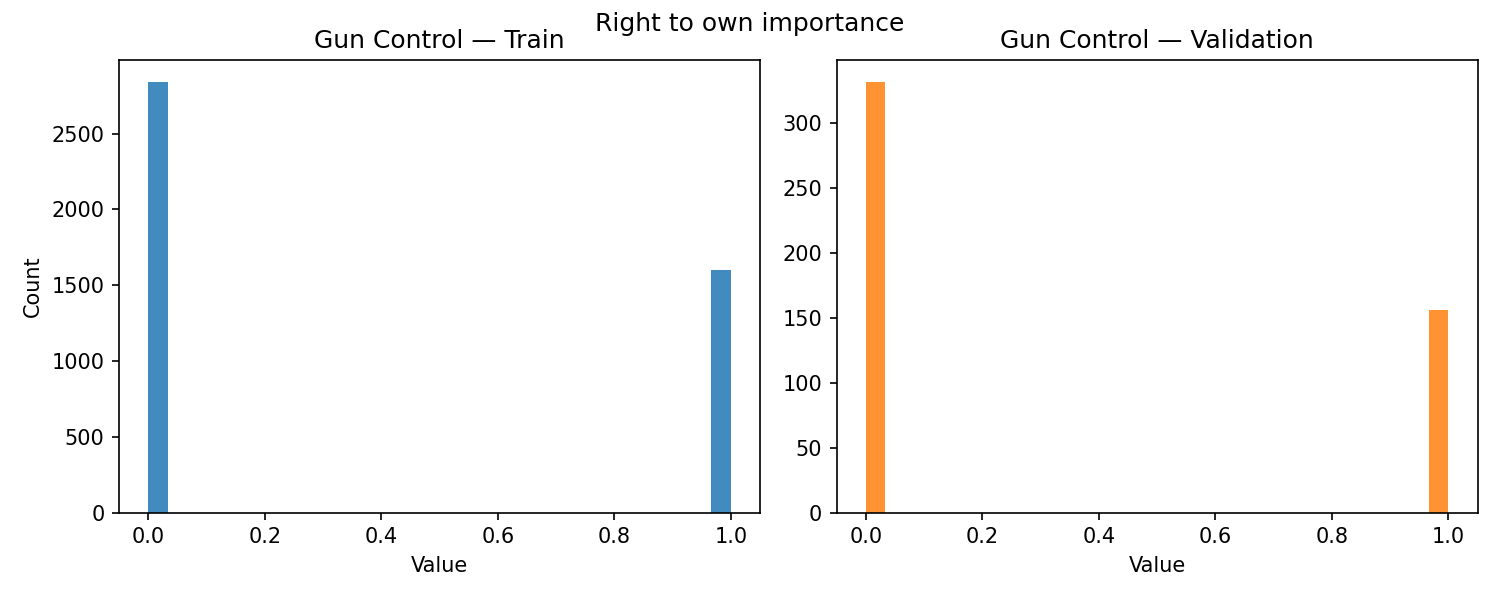 Right to own importance
Gun Control — Train
Gun Control — Validation
Count
2500
2000
1500
1000
500
0
0.0 0.2 0.4 0.6 0.8 1.0
Value
300
250
200
150
100
50
0
0.0 0.2 0.4 0.6 0.8 1.0
Value